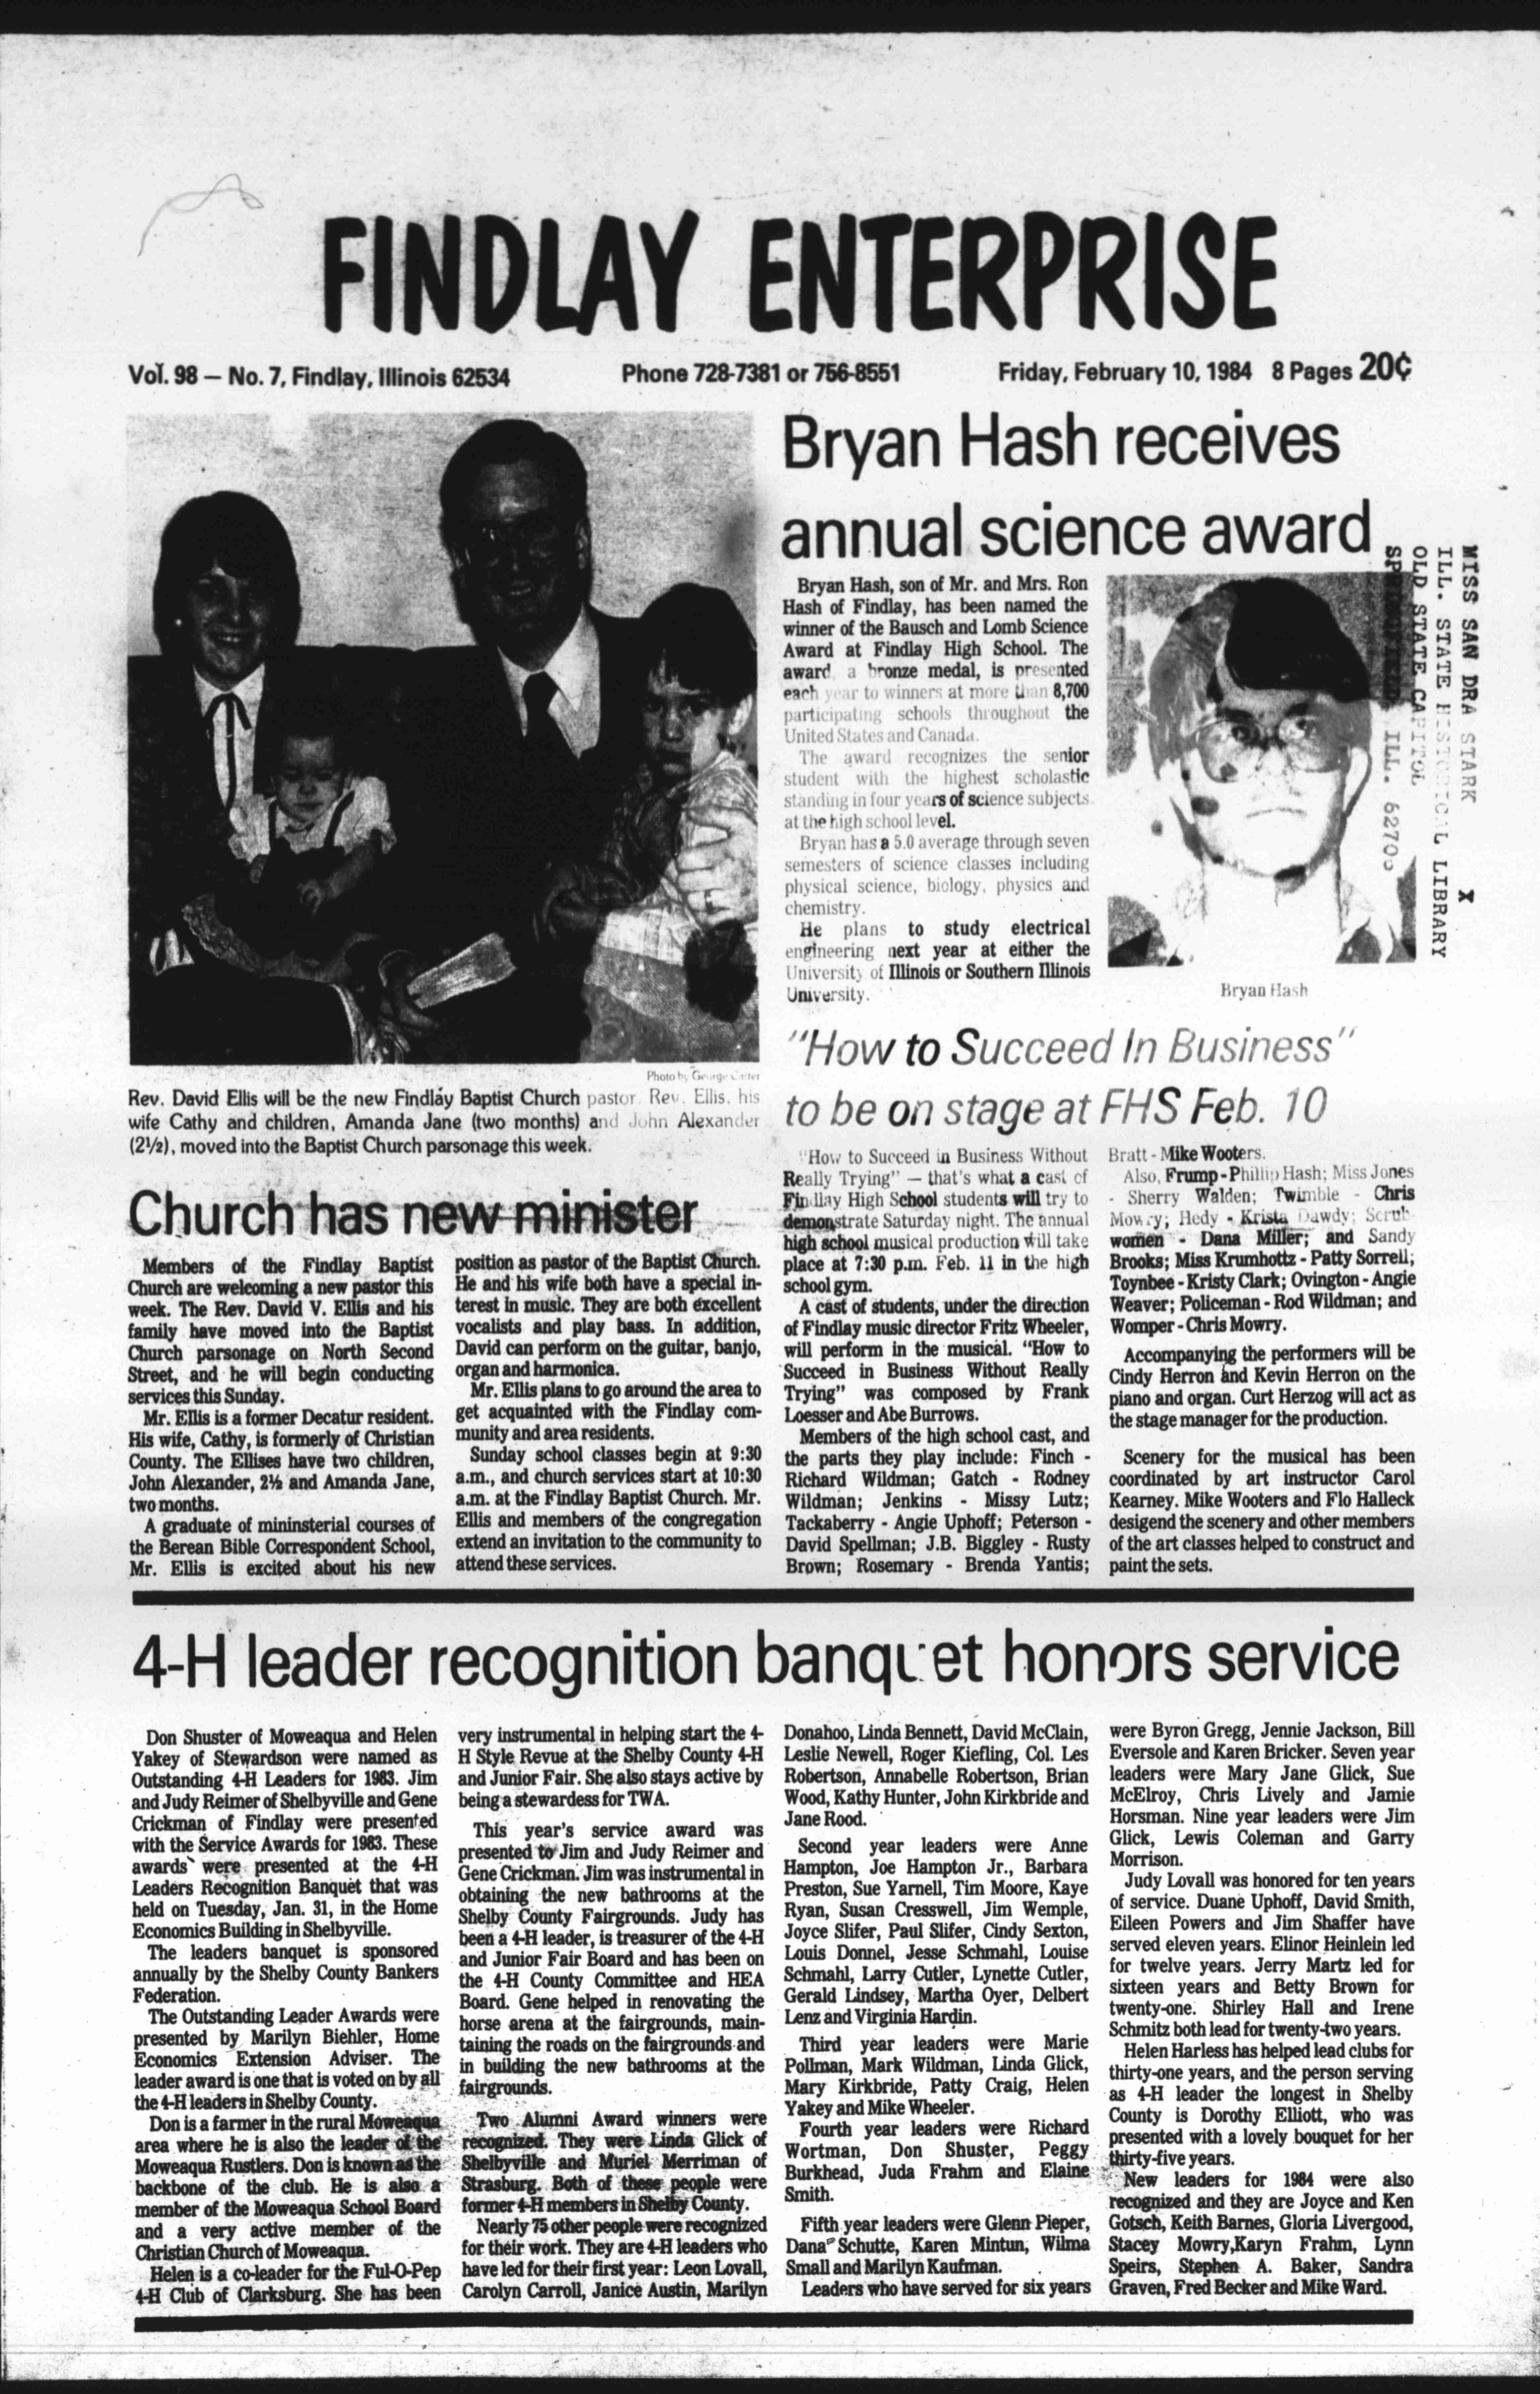 FINDLAY ENTERPRISE
Vol. 98 — No. 7, Findlay, Illinois 62534
Phone 728-7381 or 756-8551
Friday, February 10, 1984 8 Pages 20¢
Photo by George Carter
Rev. David Ellis will be the new Findlay Baptist Church pastor. Rev. Ellis, his
wife Cathy and children, Amanda Jane (two months) and John Alexander
(2½), moved into the Baptist Church parsonage this week.
Church has new minister
Members of the Findlay Baptist
Church are welcoming a new pastor this
week. The Rev. David V. Ellis and his
family have moved into the Baptist
Church parsonage on North Second
Street, and he will begin conducting
services this Sunday.
Mr. Ellis is a former Decatur resident.
His wife, Cathy, is formerly of Christian
County. The Ellises have two children,
John Alexander, 2½ and Amanda Jane,
two months.
A graduate of mininsterial courses of
the Berean Bible Correspondent School,
Mr. Ellis is excited about his new
position as pastor of the Baptist Church.
He and his wife both have a special in-
terest in music. They are both excellent
vocalists and play bass. In addition,
David can perform on the guitar, banjo,
organ and harmonica.
Mr. Ellis plans to go around the area to
get acquainted with the Findlay com-
munity and area residents.
Sunday school classes begin at 9:30
a.m., and church services start at 10:30
a.m. at the Findlay Baptist Church. Mr.
Ellis and members of the congregation
extend an invitation to the community to
attend these services.
Bryan Hash receives
annual science award
Bryan Hash, son of Mr. and Mrs. Ron
Hash of Findlay, has been named the
winner of the Bausch and Lomb Science
Award at Findlay High School. The
award, a bronze medal, is presented
each year to winners at more than 8,700
participating schools throughout the
United States and Canada.
The award recognizes the senior
student with the highest scholastic
standing in four years of science subjects
at the high school level.
Bryan has a 5.0 average through seven
semesters of science classes including
physical science, biology, physics and
chemistry.
He plans to study electrical
engineering next year at either the
University of Illinois or Southern Illinois
University.
Bryan Hash
X
MISS SAN DRA STARK
ILL. STATE HISTORICAL LIBRARY
OLD STATE CAPITOL
SPRINGFIELD ILL.
"How to Succeed In Business"
to be on stage at FHS Feb. 10
"How to Succeed in Business Without
Really Trying" — that's what a cast of
Findlay High School students will try to
demonstrate Saturday night. The annual
high school musical production will take
place at 7:30 p.m. Feb. 11 in the high
school gym.
A cast of students, under the direction
of Findlay music director Fritz Wheeler,
will perform in the musical. "How to
Succeed in Business Without Really
Trying" was composed by Frank
Loesser and Abe Burrows.
Members of the high school cast, and
the parts they play include: Finch -
Richard Wildman; Gatch - Rodney
Wildman; Jenkins - Missy Lutz;
Tackaberry - Angie Uphoff; Peterson -
David Spellman; J.B. Biggley - Rusty
Brown; Rosemary - Brenda Yantis;
Bratt - Mike Wooters.
Also, Frump - Phillip Hash; Miss Jones
- Sherry Walden; Twimble - Chris
Mowry; Hedy - Krista Dawdy; Scrub
women - Dana Miller; and Sandy
Brooks; Miss Krumhottz - Patty Sorrell;
Toynbee - Kristy Clark; Ovington - Angie
Weaver; Policeman - Rod Wildman; and
Womper - Chris Mowry.
Accompanying the performers will be
Cindy Herron and Kevin Herron on the
piano and organ. Curt Herzog will act as
the stage manager for the production.
Scenery for the musical has been
coordinated by art instructor Carol
Kearney. Mike Wooters and Flo Halleck
desigend the scenery and other members
of the art classes helped to construct and
paint the sets.
4-H leader recognition banquet honors service
Don Shuster of Moweaqua and Helen
Yakey of Stewardson were named as
Outstanding 4-H Leaders for 1983. Jim
and Judy Reimer of Shelbyville and Gene
Crickman of Findlay were presented
with the Service Awards for 1983. These
awards were presented at the 4-H
Leaders Recognition Banquet that was
held on Tuesday, Jan. 31, in the Home
Economics Building in Shelbyville.
The leaders banquet is sponsored
annually by the Shelby County Bankers
Federation.
The Outstanding Leader Awards were
presented by Marilyn Biehler, Home
Economics Extension Adviser. The
leader award is one that is voted on by all
the 4-H leaders in Shelby County.
Don is a farmer in the rural Moweaqua
area where he is also the leader of the
Moweaqua Rustlers. Don is known as the
backbone of the club. He is also a
member of the Moweaqua School Board
and a very active member of the
Christian Church of Moweaqua.
Helen is a co-leader for the Ful-O-Pep
4-H Club of Clarksburg. She has been
very instrumental in helping start the 4-
H Style Revue at the Shelby County 4-H
and Junior Fair. She also stays active by
being a stewardess for TWA.
This year's service award was
presented to Jim and Judy Reimer and
Gene Crickman. Jim was instrumental in
obtaining the new bathrooms at the
Shelby County Fairgrounds. Judy has
been a 4-H leader, is treasurer of the 4-H
and Junior Fair Board and has been on
the 4-H County Committee and HEA
Board. Gene helped in renovating the
horse arena at the fairgrounds, main-
taining the roads on the fairgrounds and
in building the new bathrooms at the
fairgrounds.
Two Alumni Award winners were
recognized. They were Linda Glick of
Shelbyville and Muriel Merriman of
Strasburg. Both of these people were
former 4-H members in Shelby County.
Nearly 75 other people were recognized
for their work. They are 4-H leaders who
have led for their first year: Leon Lovall,
Carolyn Carroll, Janice Austin, Marilyn
Donahoo, Linda Bennett, David McClain,
Leslie Newell, Roger Kiefling, Col. Les
Robertson, Annabelle Robertson, Brian
Wood, Kathy Hunter, John Kirkbride and
Jane Rood.
Second year leaders were Anne
Hampton, Joe Hampton Jr., Barbara
Preston, Sue Yarnell, Tim Moore, Kaye
Ryan, Susan Cresswell, Jim Wemple,
Joyce Slifer, Paul Slifer, Cindy Sexton,
Louis Donnel, Jesse Schmahl, Louise
Schmahl, Larry Cutler, Lynette Cutler,
Gerald Lindsey, Martha Oyer, Delbert
Lenz and Virginia Hardin.
Third year leaders were Marie
Pollman, Mark Wildman, Linda Glick,
Mary Kirkbride, Patty Craig, Helen
Yakey and Mike Wheeler.
Fourth year leaders were Richard
Wortman, Don Shuster, Peggy
Burkhead, Juda Frahm and Elaine
Smith.
Fifth year leaders were Glenn Pieper,
Dana Schutte, Karen Mintun, Wilma
Small and Marilyn Kaufman.
Leaders who have served for six years
were Byron Gregg, Jennie Jackson, Bill
Eversole and Karen Bricker. Seven year
leaders were Mary Jane Glick, Sue
McElroy, Chris Lively and Jamie
Horsman. Nine year leaders were Jim
Glick, Lewis Coleman and Garry
Morrison.
Judy Lovall was honored for ten years
of service. Duane Uphoff, David Smith,
Eileen Powers and Jim Shaffer have
served eleven years. Elinor Heinlein led
for twelve years. Jerry Martz led for
sixteen years and Betty Brown for
twenty-one. Shirley Hall and Irene
Schmitz both lead for twenty-two years.
Helen Harless has helped lead clubs for
thirty-one years, and the person serving
as 4-H leader the longest in Shelby
County is Dorothy Elliott, who was
presented with a lovely bouquet for her
thirty-five years.
New leaders for 1984 were also
recognized and they are Joyce and Ken
Gotsch, Keith Barnes, Gloria Livergood,
Stacey Mowry,Karyn Frahm, Lynn
Speirs, Stephen A. Baker, Sandra
Graven, Fred Becker and Mike Ward.